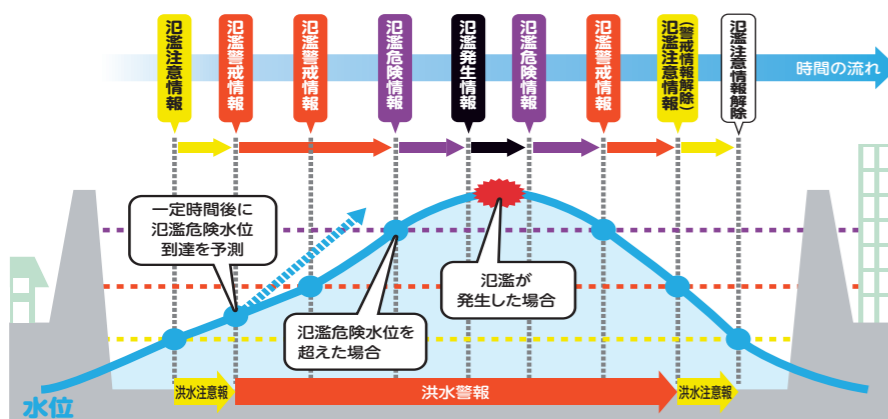 氾濫注意情報
氾濫警戒情報
氾濫警戒情報
氾濫危険情報
氾濫発生情報
氾濫危険情報
氾濫警戒情報
氾濫注意情報
(警戒情報解除)
氾濫注意情報解除
時間の流れ
一定時間後に
氾濫危険水位
到達を予測
氾濫危険水位を
超えた場合
氾濫が
発生した場合
洪水注意報
洪水警報
洪水注意報
水位